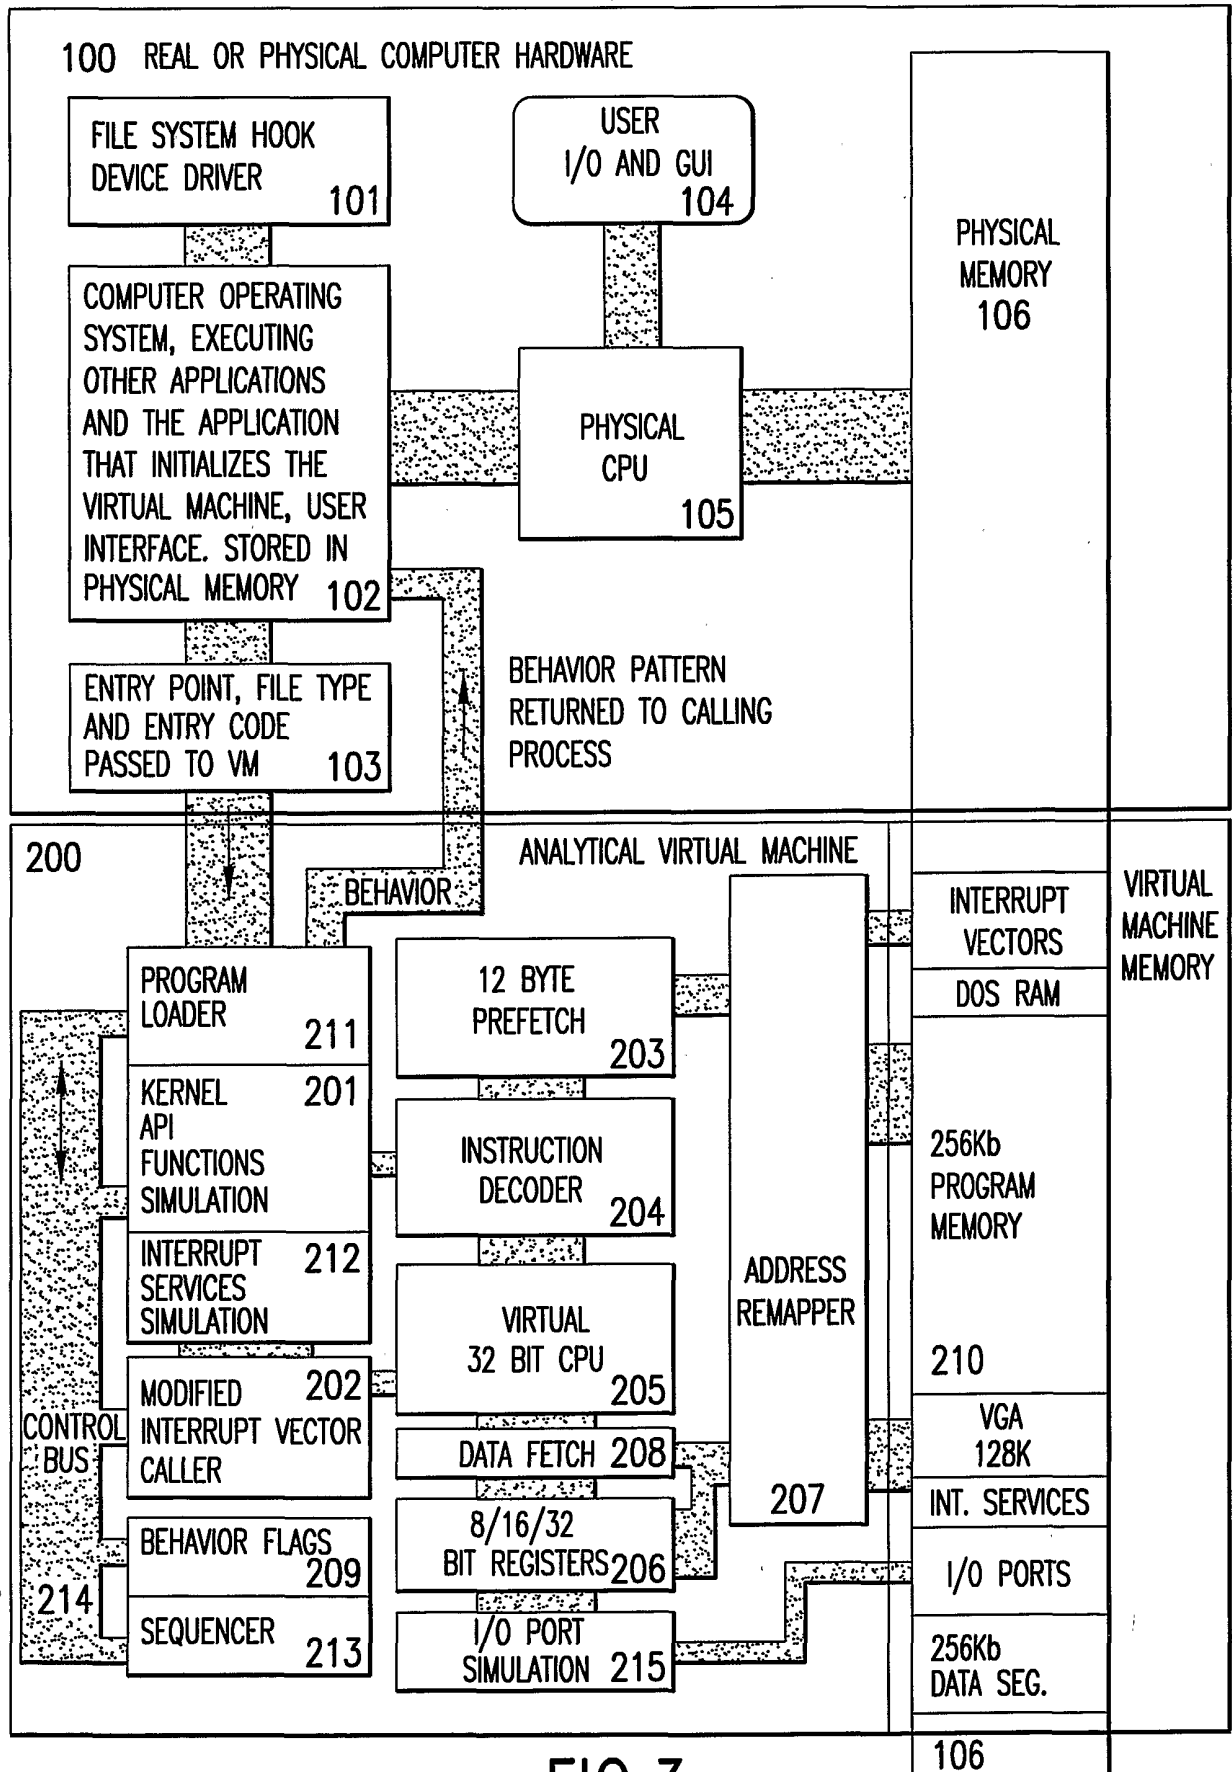 100 REAL OR PHYSICAL COMPUTER HARDWARE
FILE SYSTEM HOOK
DEVICE DRIVER
101
USER
I/O AND GUI
104
PHYSICAL
MEMORY
106
COMPUTER OPERATING
SYSTEM, EXECUTING
OTHER APPLICATIONS
AND THE APPLICATION
THAT INITIALIZES THE
VIRTUAL MACHINE, USER
INTERFACE. STORED IN
PHYSICAL MEMORY
102
PHYSICAL
CPU
105
ENTRY POINT, FILE TYPE
AND ENTRY CODE
PASSED TO VM
103
BEHAVIOR PATTERN
RETURNED TO CALLING
PROCESS
200
ANALYTICAL VIRTUAL MACHINE
BEHAVIOR
VIRTUAL
MACHINE
MEMORY
PROGRAM
LOADER
211
KERNEL
API
FUNCTIONS
SIMULATION
201
INTERRUPT
SERVICES
SIMULATION
212
MODIFIED
INTERRUPT VECTOR
CALLER
202
CONTROL
BUS
BEHAVIOR FLAGS
209
214
SEQUENCER
213
12 BYTE
PREFETCH
203
INSTRUCTION
DECODER
204
VIRTUAL
32 BIT CPU
205
DATA FETCH 208
8/16/32
BIT REGISTERS 206
I/O PORT
SIMULATION 215
ADDRESS
REMAPPER
207
INTERRUPT
VECTORS
DOS RAM
256Kb
PROGRAM
MEMORY
210
VGA
128K
INT. SERVICES
I/O PORTS
256Kb
DATA SEG.
106